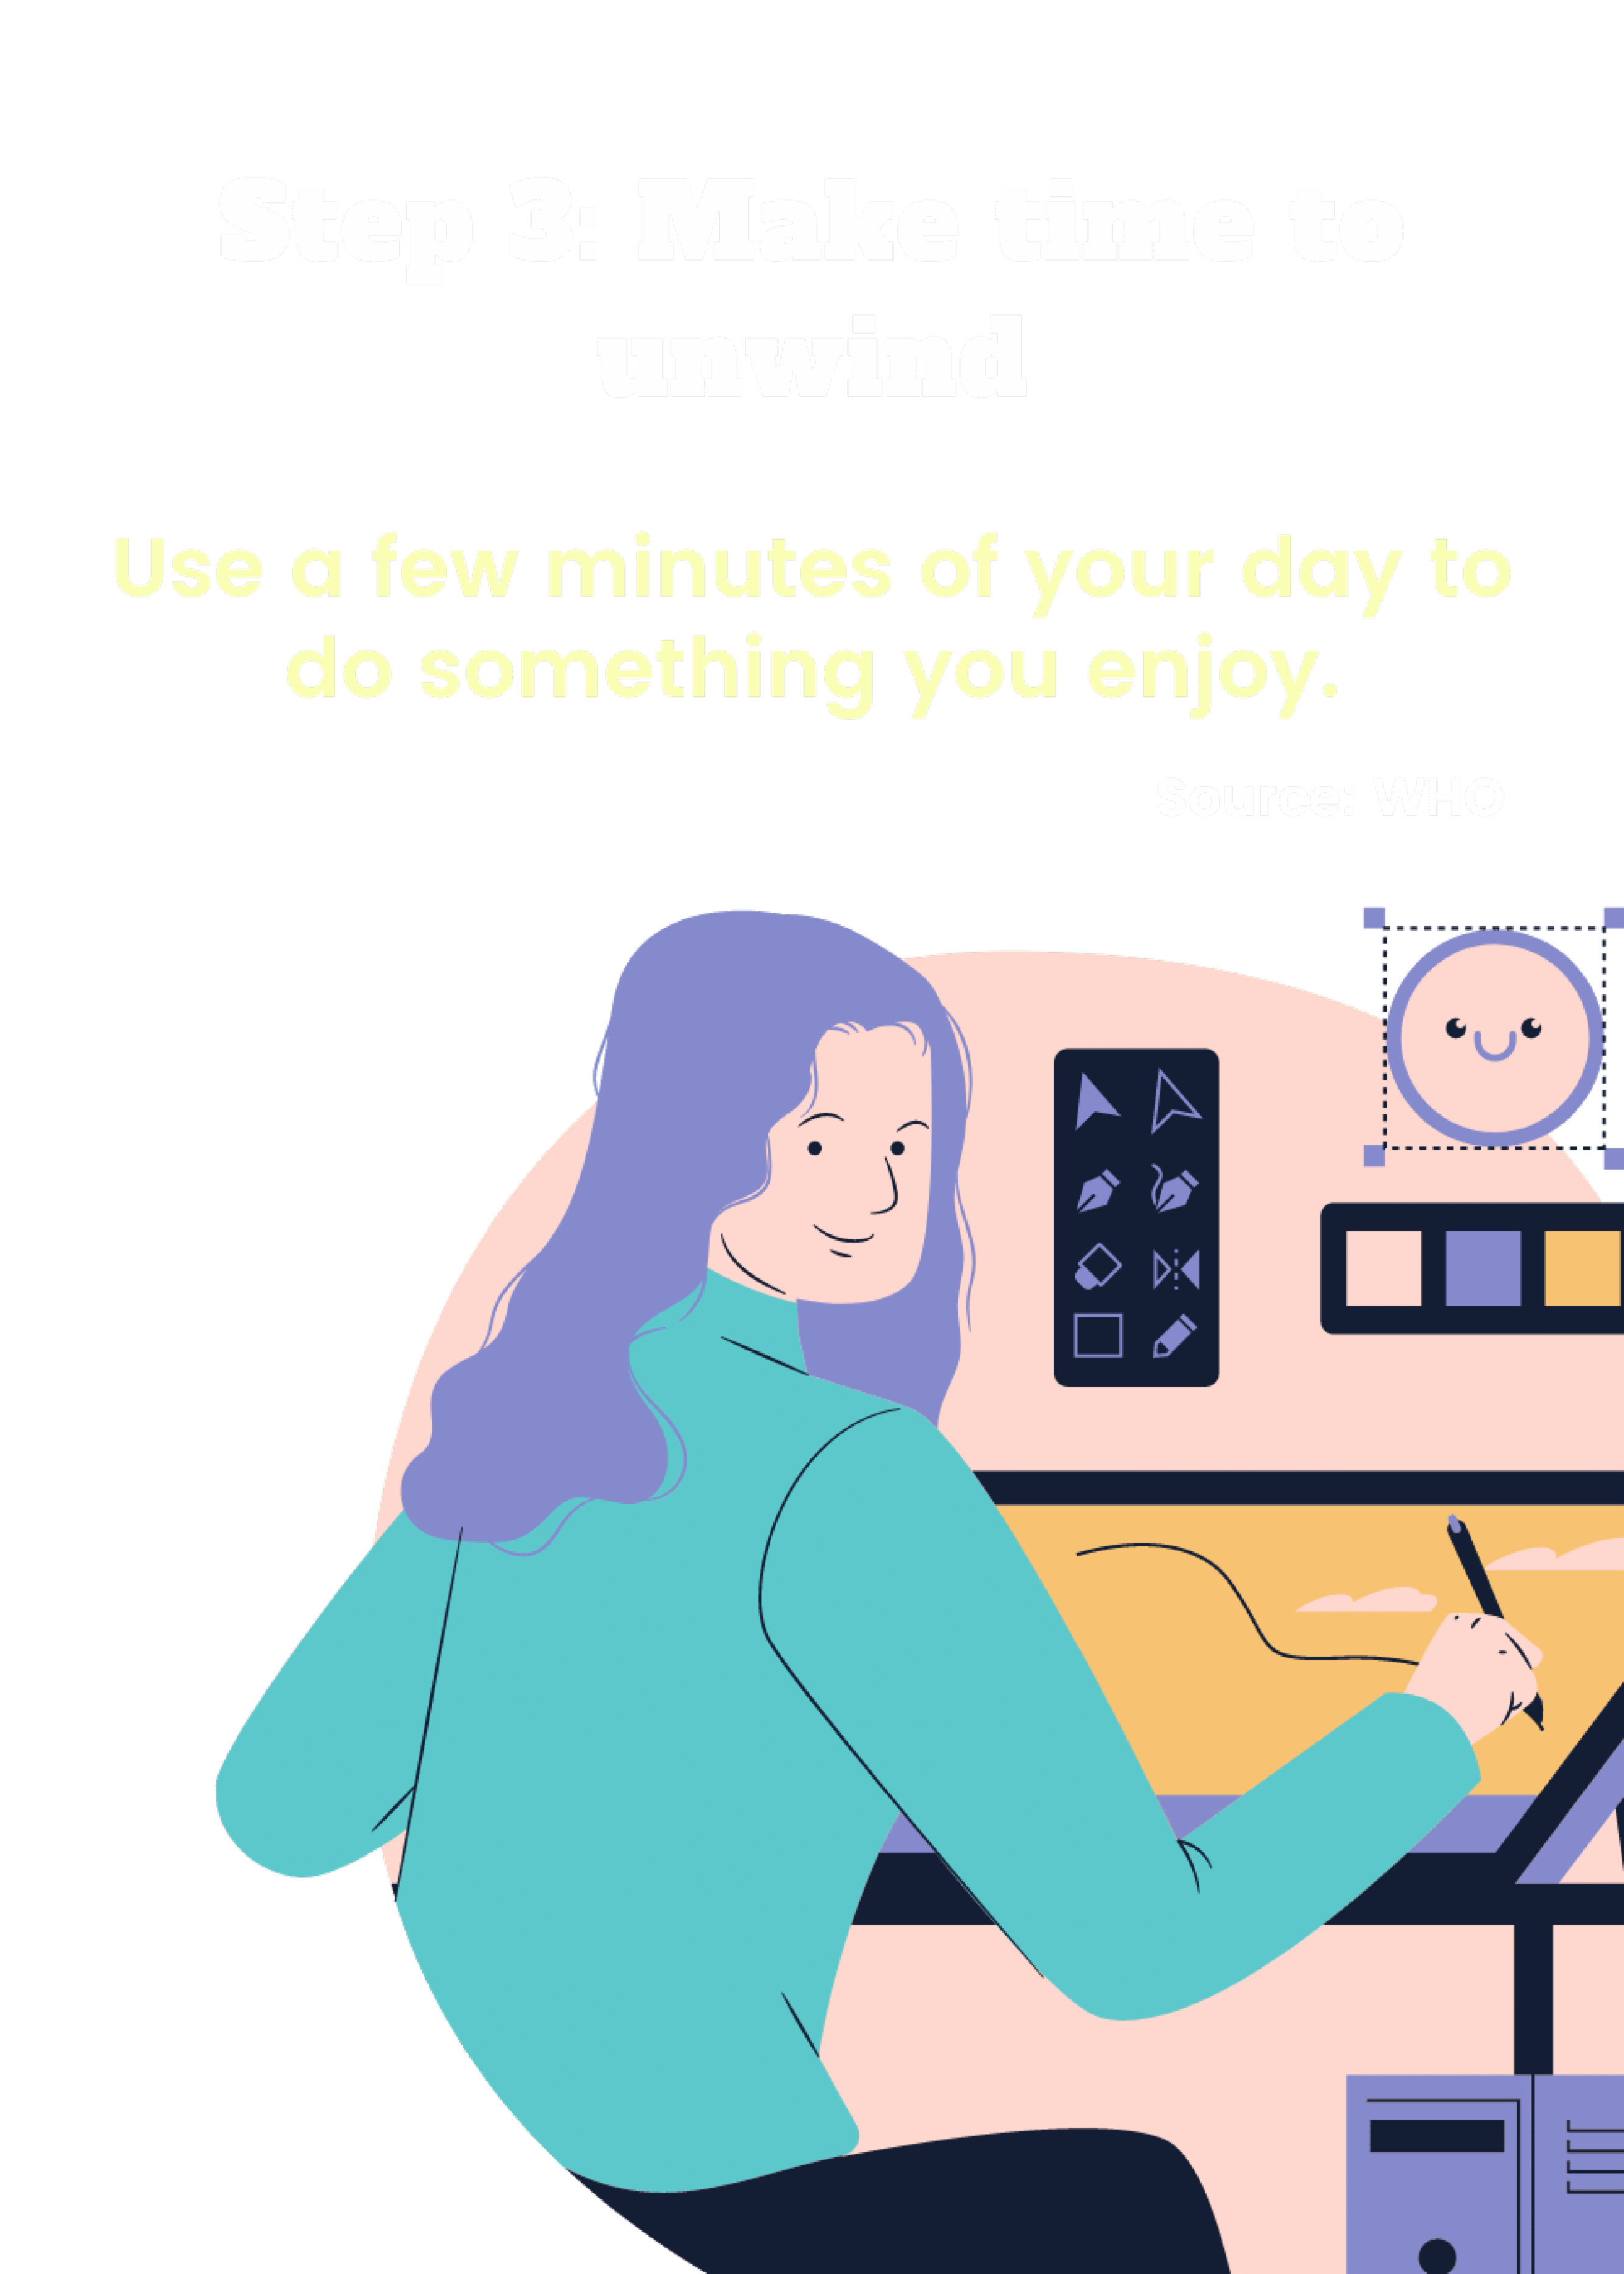 Step 3: Make time to
unwind
Use a few minutes of your day to
do something you enjoy.
Source: WHO